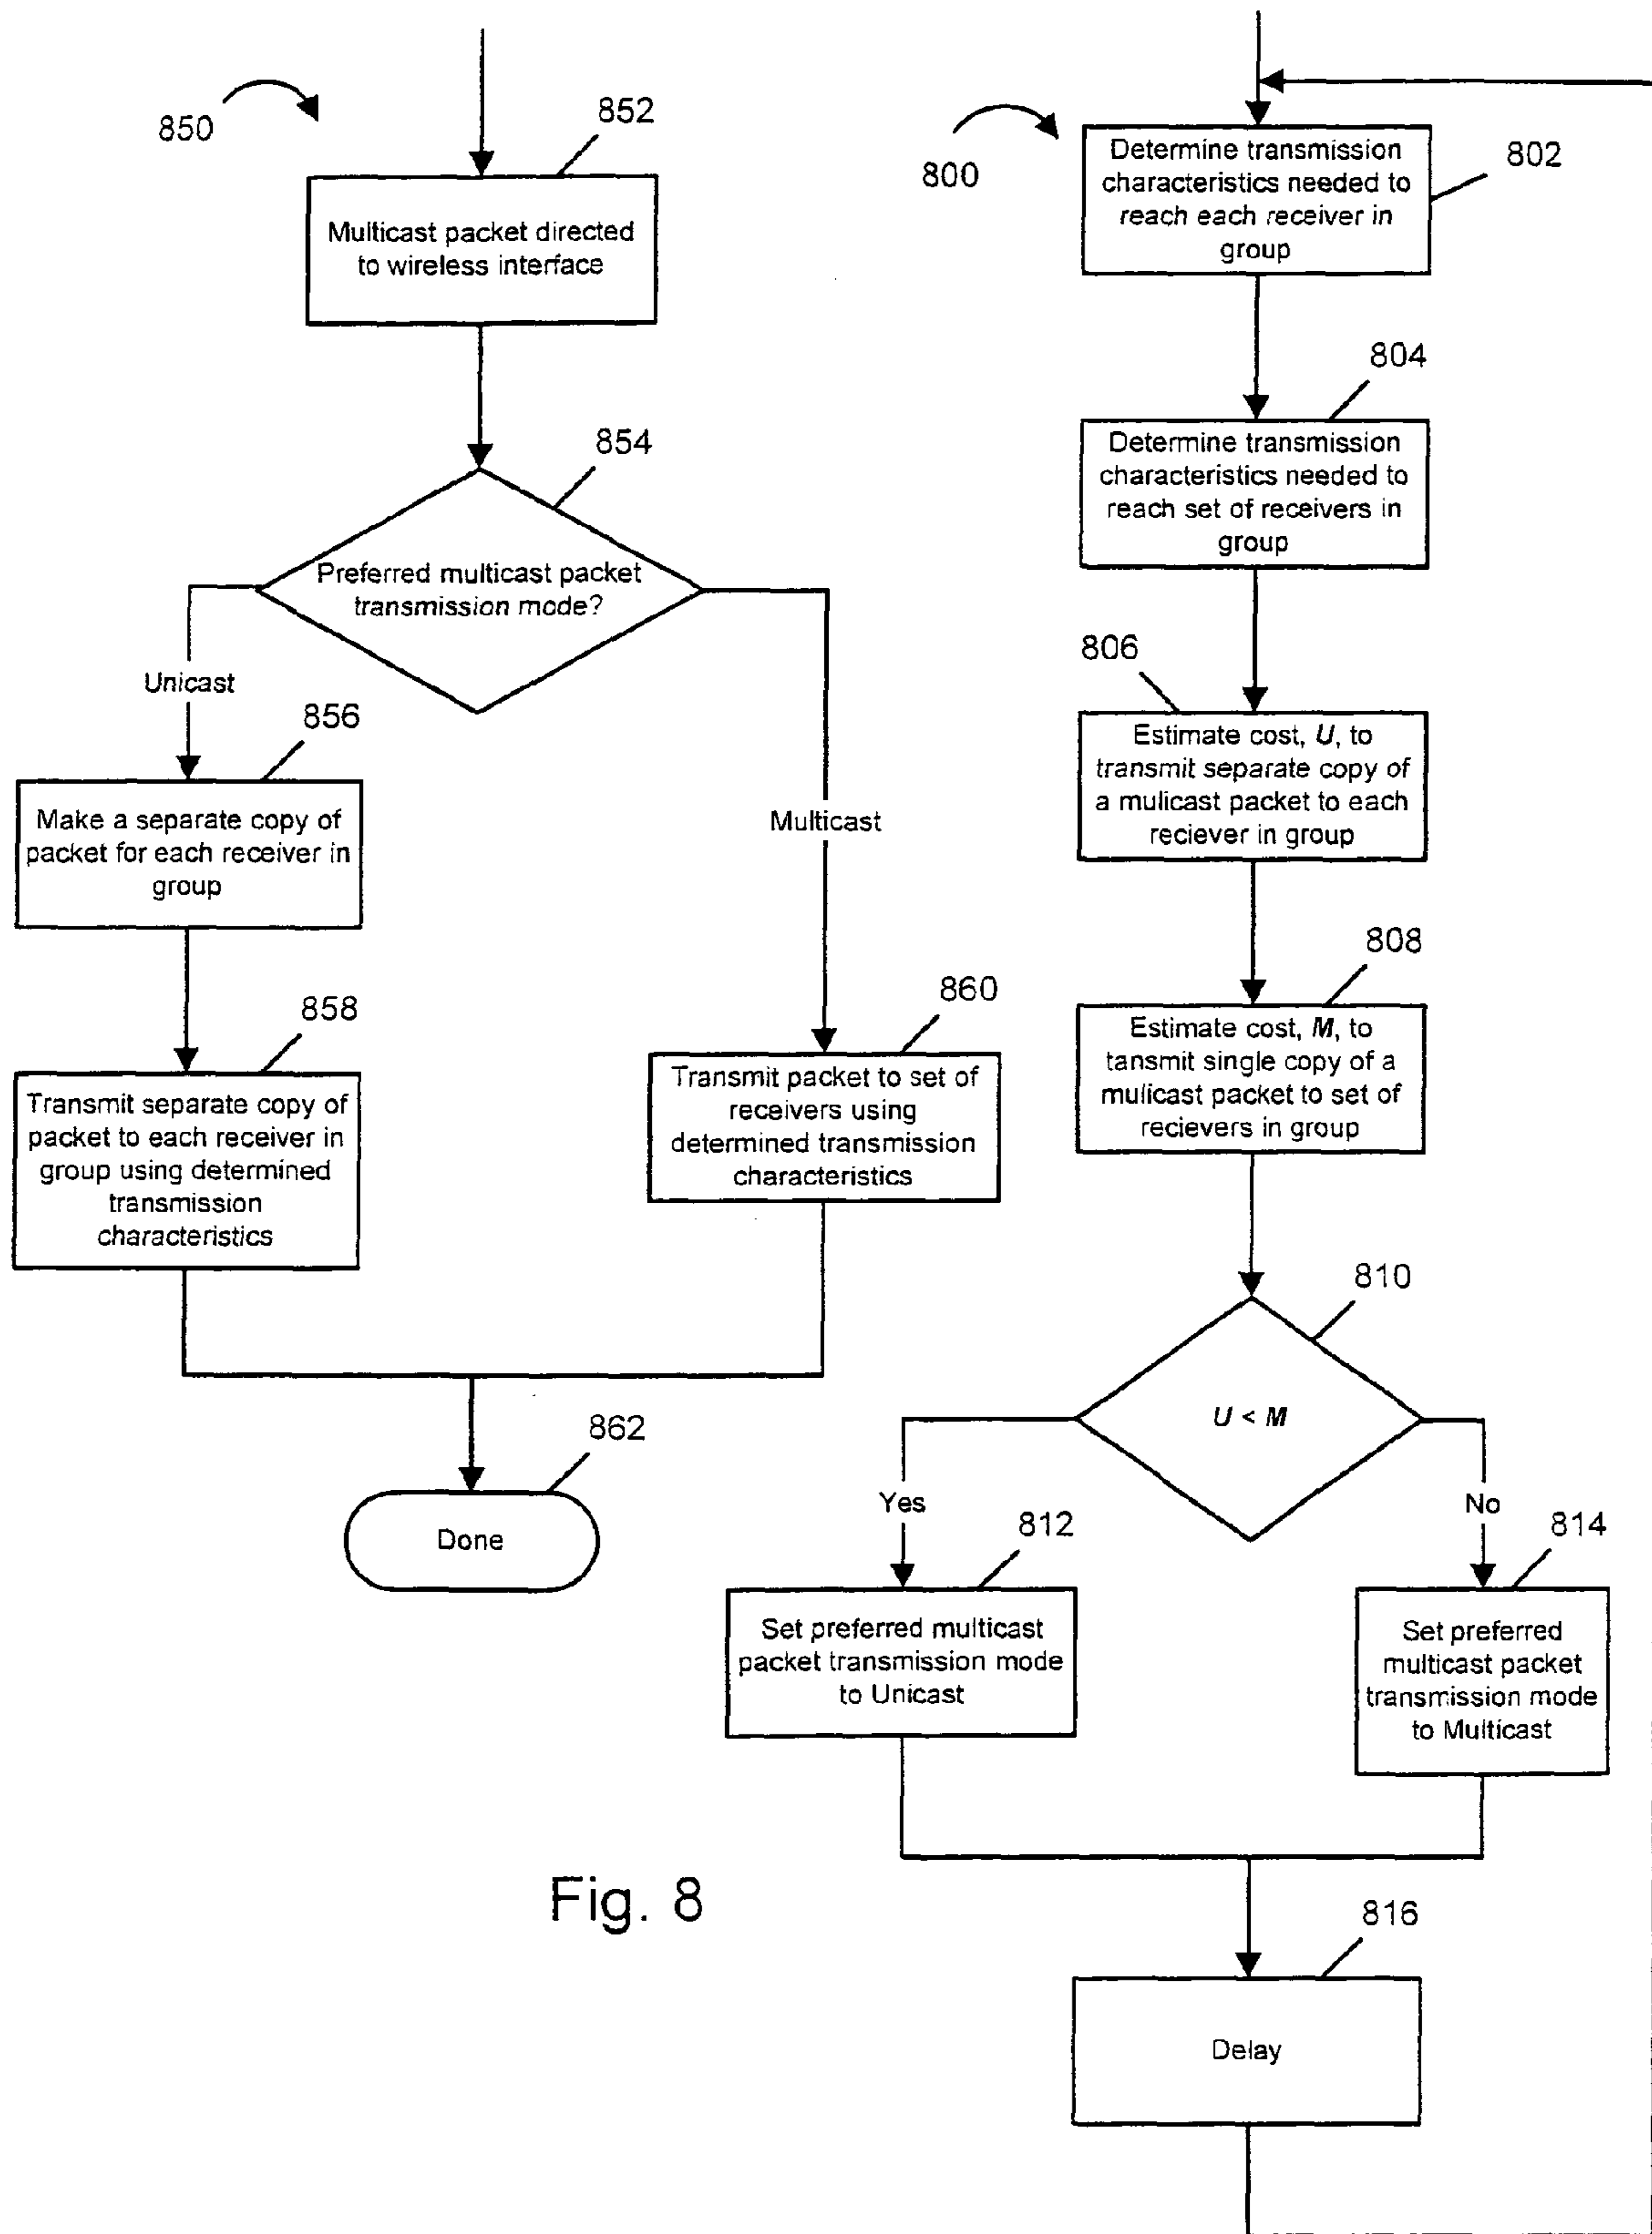 850
852
Multicast packet directed
to wireless interface
854
Preferred multicast packet
transmission mode?
Unicast
Multicast
856
Make a separate copy of
packet for each receiver in
group
858
Transmit separate copy of
packet to each receiver in
group using determined
transmission
characteristics
860
Transmit packet to set of
receivers using
determined transmission
characteristics
862
Done
800
802
Determine transmission
characteristics needed to
reach each receiver in
group
804
Determine transmission
characteristics needed to
reach set of receivers in
group
806
Estimate cost, U, to
transmit separate copy of
a mulicast packet to each
reciever in group
808
Estimate cost, M, to
tansmit single copy of a
mulicast packet to set of
recievers in group
810
U < M
Yes
No
812
Set preferred multicast
packet transmission mode
to Unicast
814
Set preferred
multicast packet
transmission mode
to Multicast
816
Delay
Fig. 8